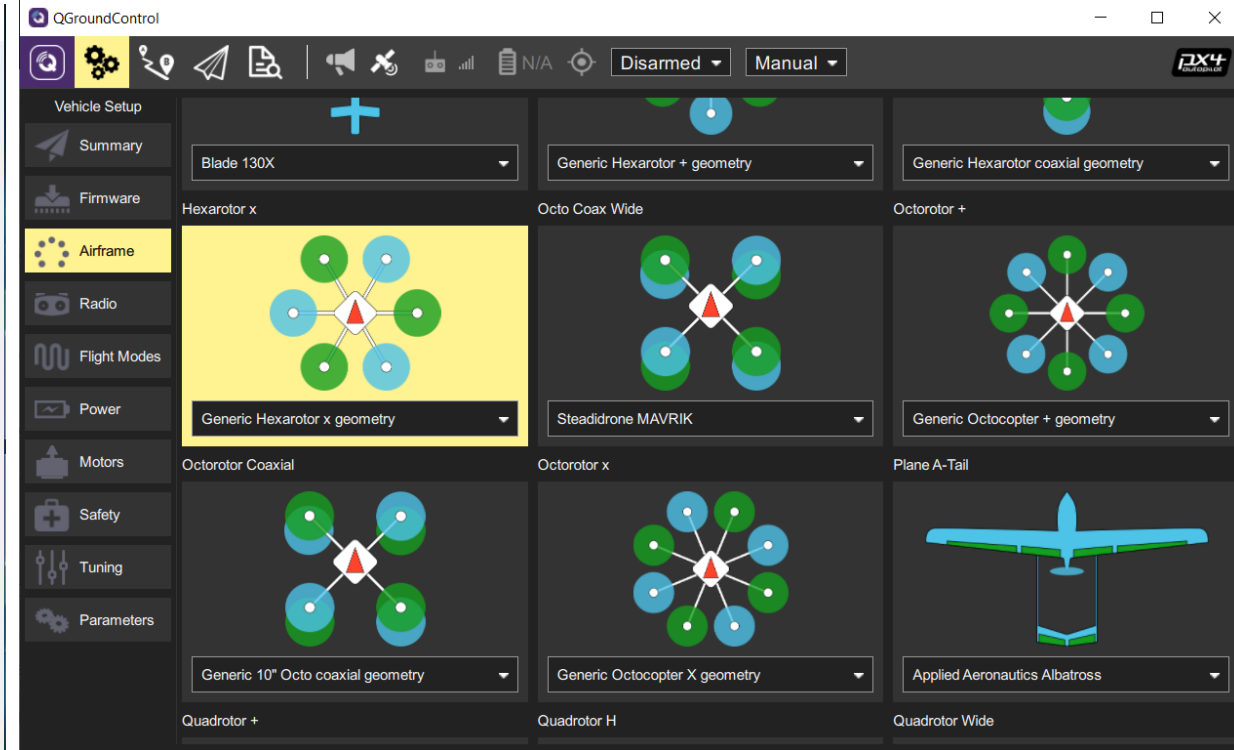 QGroundControl
N/A
Disarmed
Manual
px4
autopilot
Vehicle Setup
Summary
Firmware
Airframe
Radio
Flight Modes
Power
Motors
Safety
Tuning
Parameters
Blade 130X
Generic Hexarotor + geometry
Generic Hexarotor coaxial geometry
Hexarotor x
Octo Coax Wide
Octorotor +
Generic Hexarotor x geometry
Steadidrone MAVRIK
Generic Octocopter + geometry
Octorotor Coaxial
Octorotor x
Plane A-Tail
Generic 10" Octo coaxial geometry
Generic Octocopter X geometry
Applied Aeronautics Albatross
Quadrotor +
Quadrotor H
Quadrotor Wide